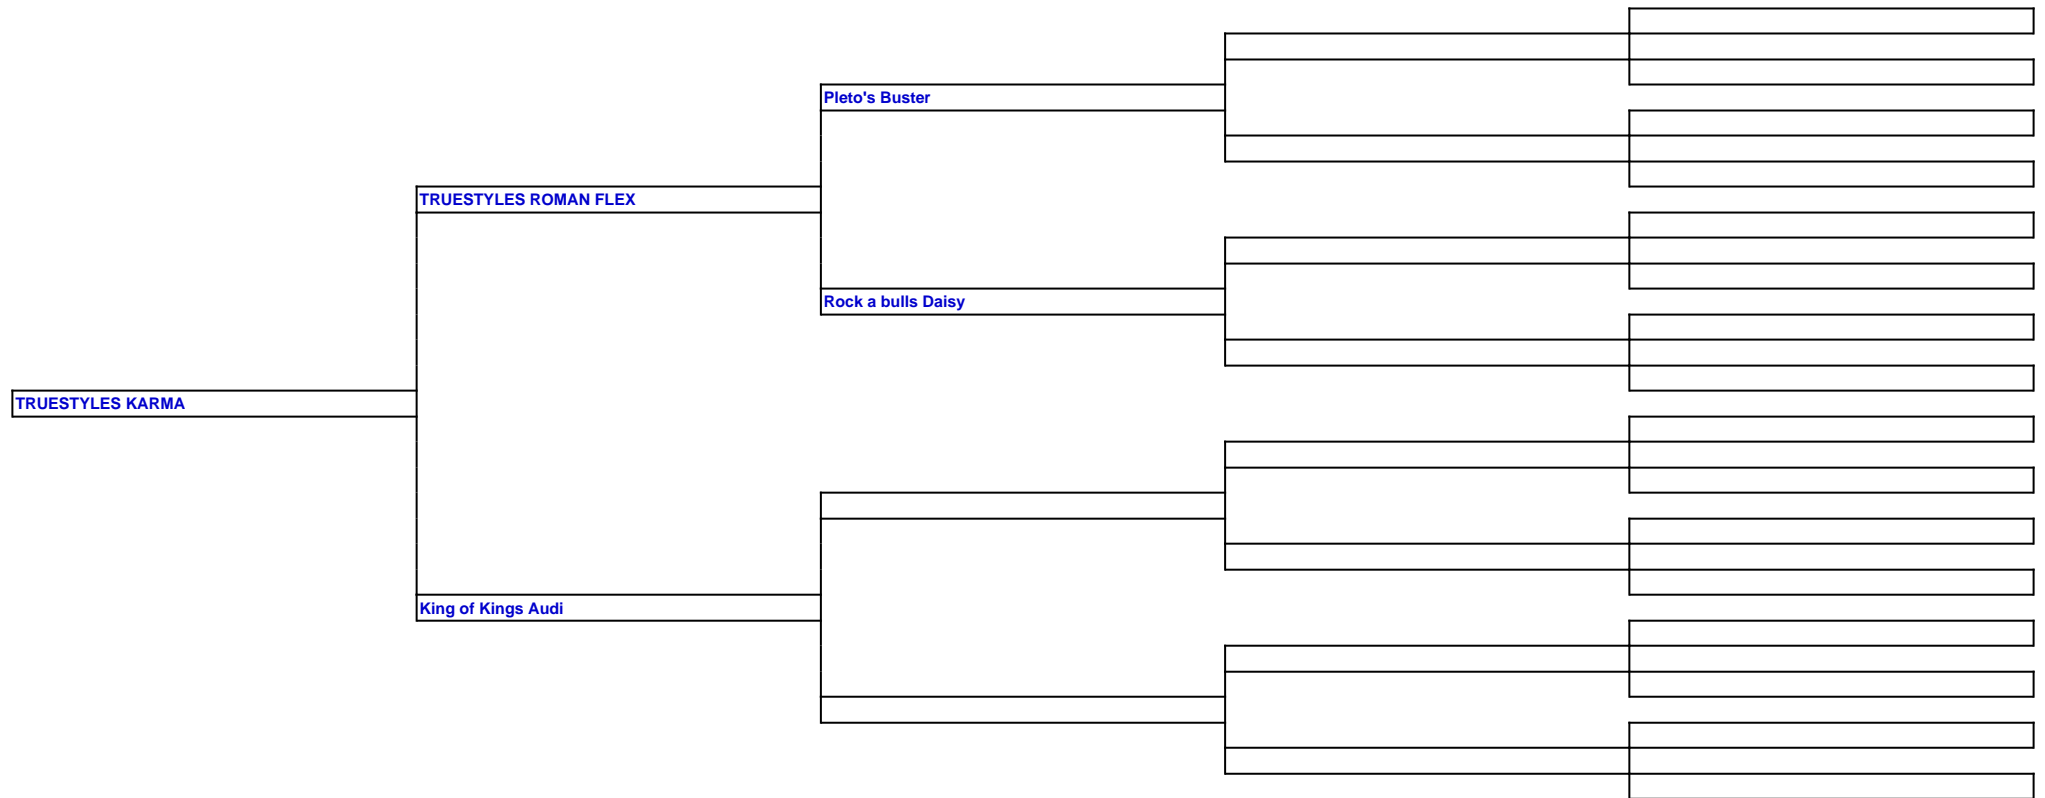 Pleto's Buster
TRUESTYLES ROMAN FLEX
Rock a bulls Daisy
TRUESTYLES KARMA
King of Kings Audi